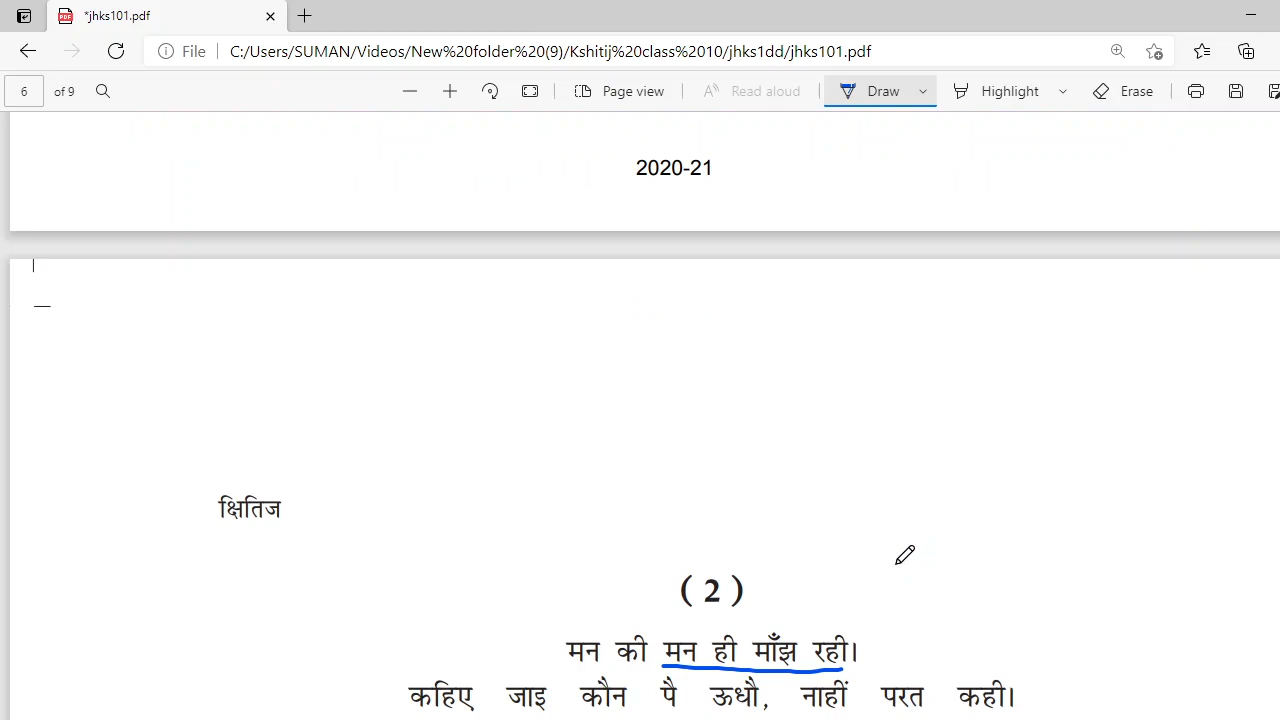 *jhks101.pdf
File C:/Users/SUMAN/Videos/New%20folder%20(9)/Kshitij%20class%2010/jhks1dd/jhks101.pdf
6 of 9 Page view Read aloud Draw Highlight Erase
2020-21
क्षितिज
(2)
मन की मन ही माँझ रही।
कहिए जाइ कौन पै ऊधौ, नाहीं परत कही।